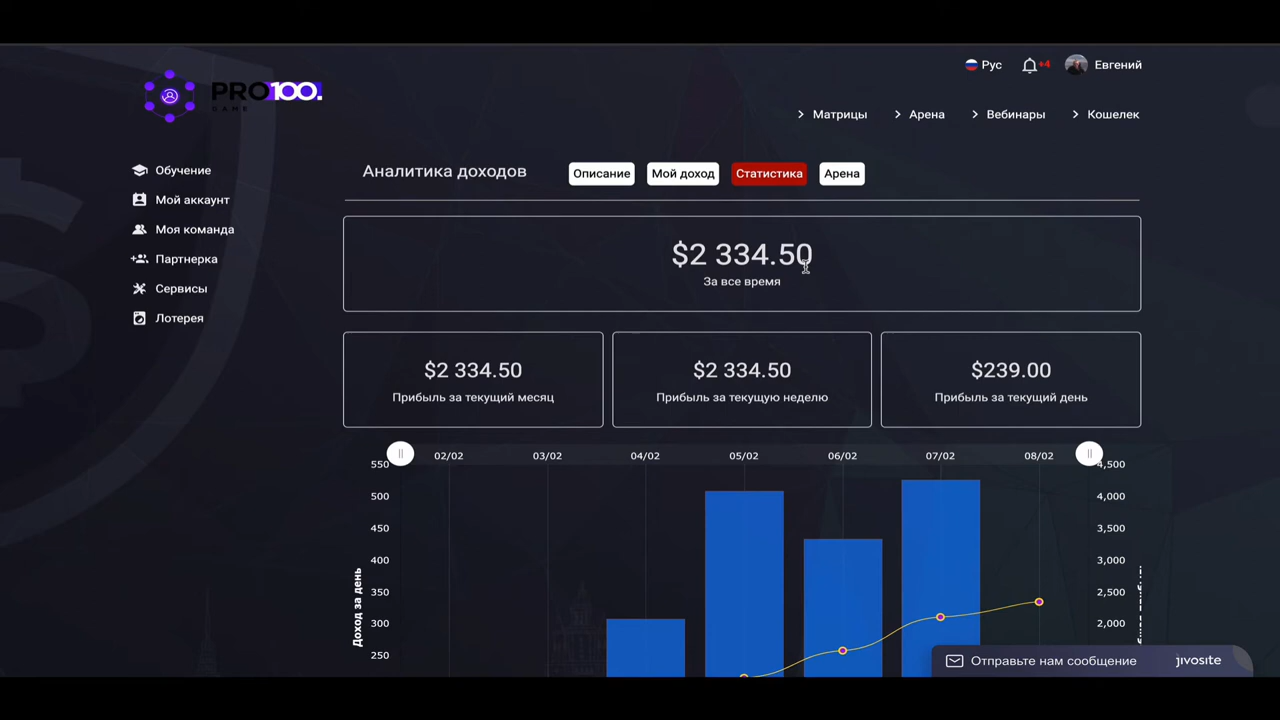 Рус
+4
Евгений
PRO100.
GAME
Матрицы
Арена
Вебинары
Кошелек
Обучение
Мой аккаунт
Моя команда
Партнерка
Сервисы
Лотерея
Аналитика доходов
Описание
Мой доход
Статистика
Арена
$2 334.50
За все время
$2 334.50
Прибыль за текущий месяц
$2 334.50
Прибыль за текущую неделю
$239.00
Прибыль за текущий день
02/02 03/02 04/02 05/02 06/02 07/02 08/02
550
500
450
400
350
300
250
Доход за день
4,500
4,000
3,500
3,000
2,500
2,000
Отправьте нам сообщение
jivosite